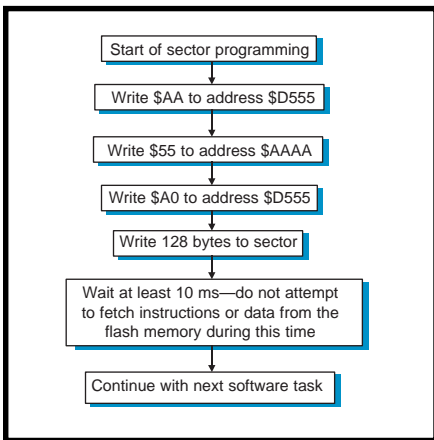 Start of sector programming
Write $AA to address $D555
Write $55 to address $AAAA
Write $A0 to address $D555
Write 128 bytes to sector
Wait at least 10 ms—do not attempt
to fetch instructions or data from the
flash memory during this time
Continue with next software task